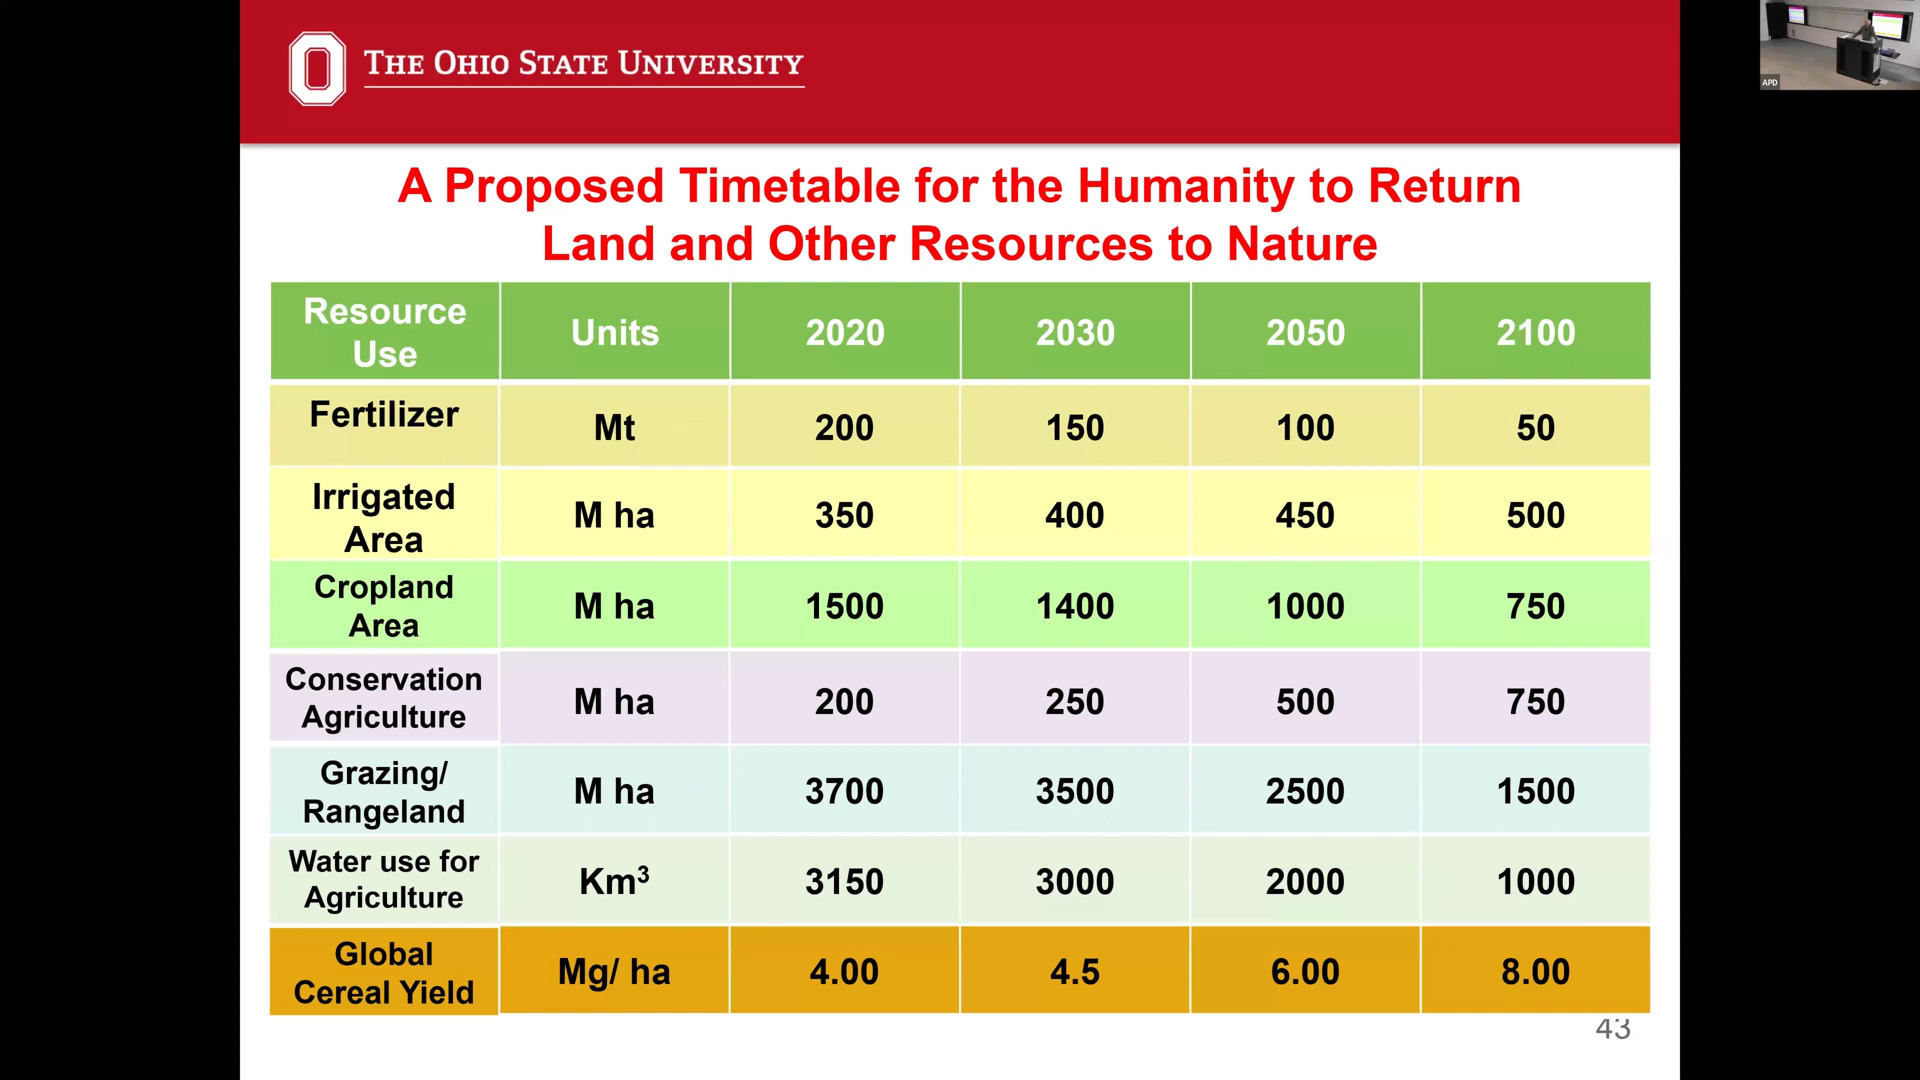 THE OHIO STATE UNIVERSITY
APD
A Proposed Timetable for the Humanity to Return
Land and Other Resources to Nature
Resource
Use
Units
2020
2030
2050
2100
Fertilizer
Mt
200
150
100
50
Irrigated
Area
M ha
350
400
450
500
Cropland
Area
M ha
1500
1400
1000
750
Conservation
Agriculture
M ha
200
250
500
750
Grazing/
Rangeland
M ha
3700
3500
2500
1500
Water use for
Agriculture
Km³
3150
3000
2000
1000
Global
Cereal Yield
Mg/ ha
4.00
4.5
6.00
8.00
43